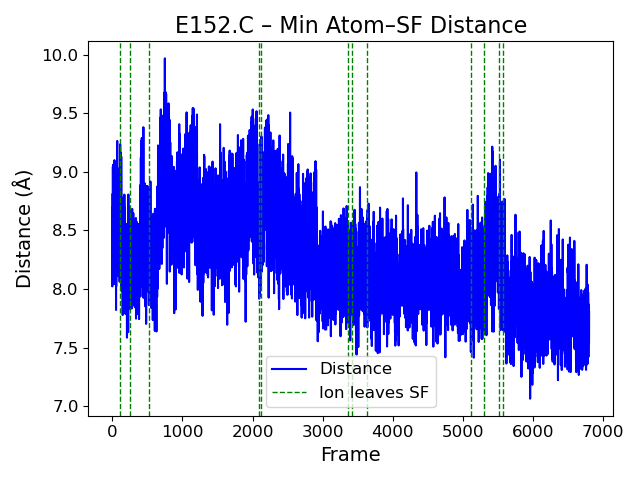 E152.C – Min Atom–SF Distance
Distance (Å)
10.0
9.5
9.0
8.5
8.0
7.5
7.0
Distance
Ion leaves SF
0 1000 2000 3000 4000 5000 6000 7000
Frame